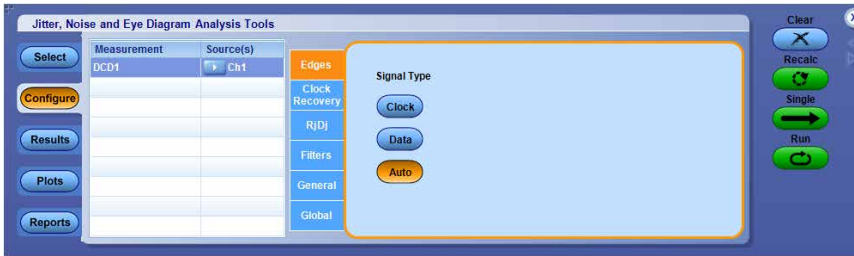 Jitter, Noise and Eye Diagram Analysis Tools
Select
Configure
Results
Plots
Reports
Measurement Source(s)
DCD1 Ch1
Edges
Clock
Recovery
RjDj
Filters
General
Global
Signal Type
Clock
Data
Auto
Clear
Recalc
Single
Run